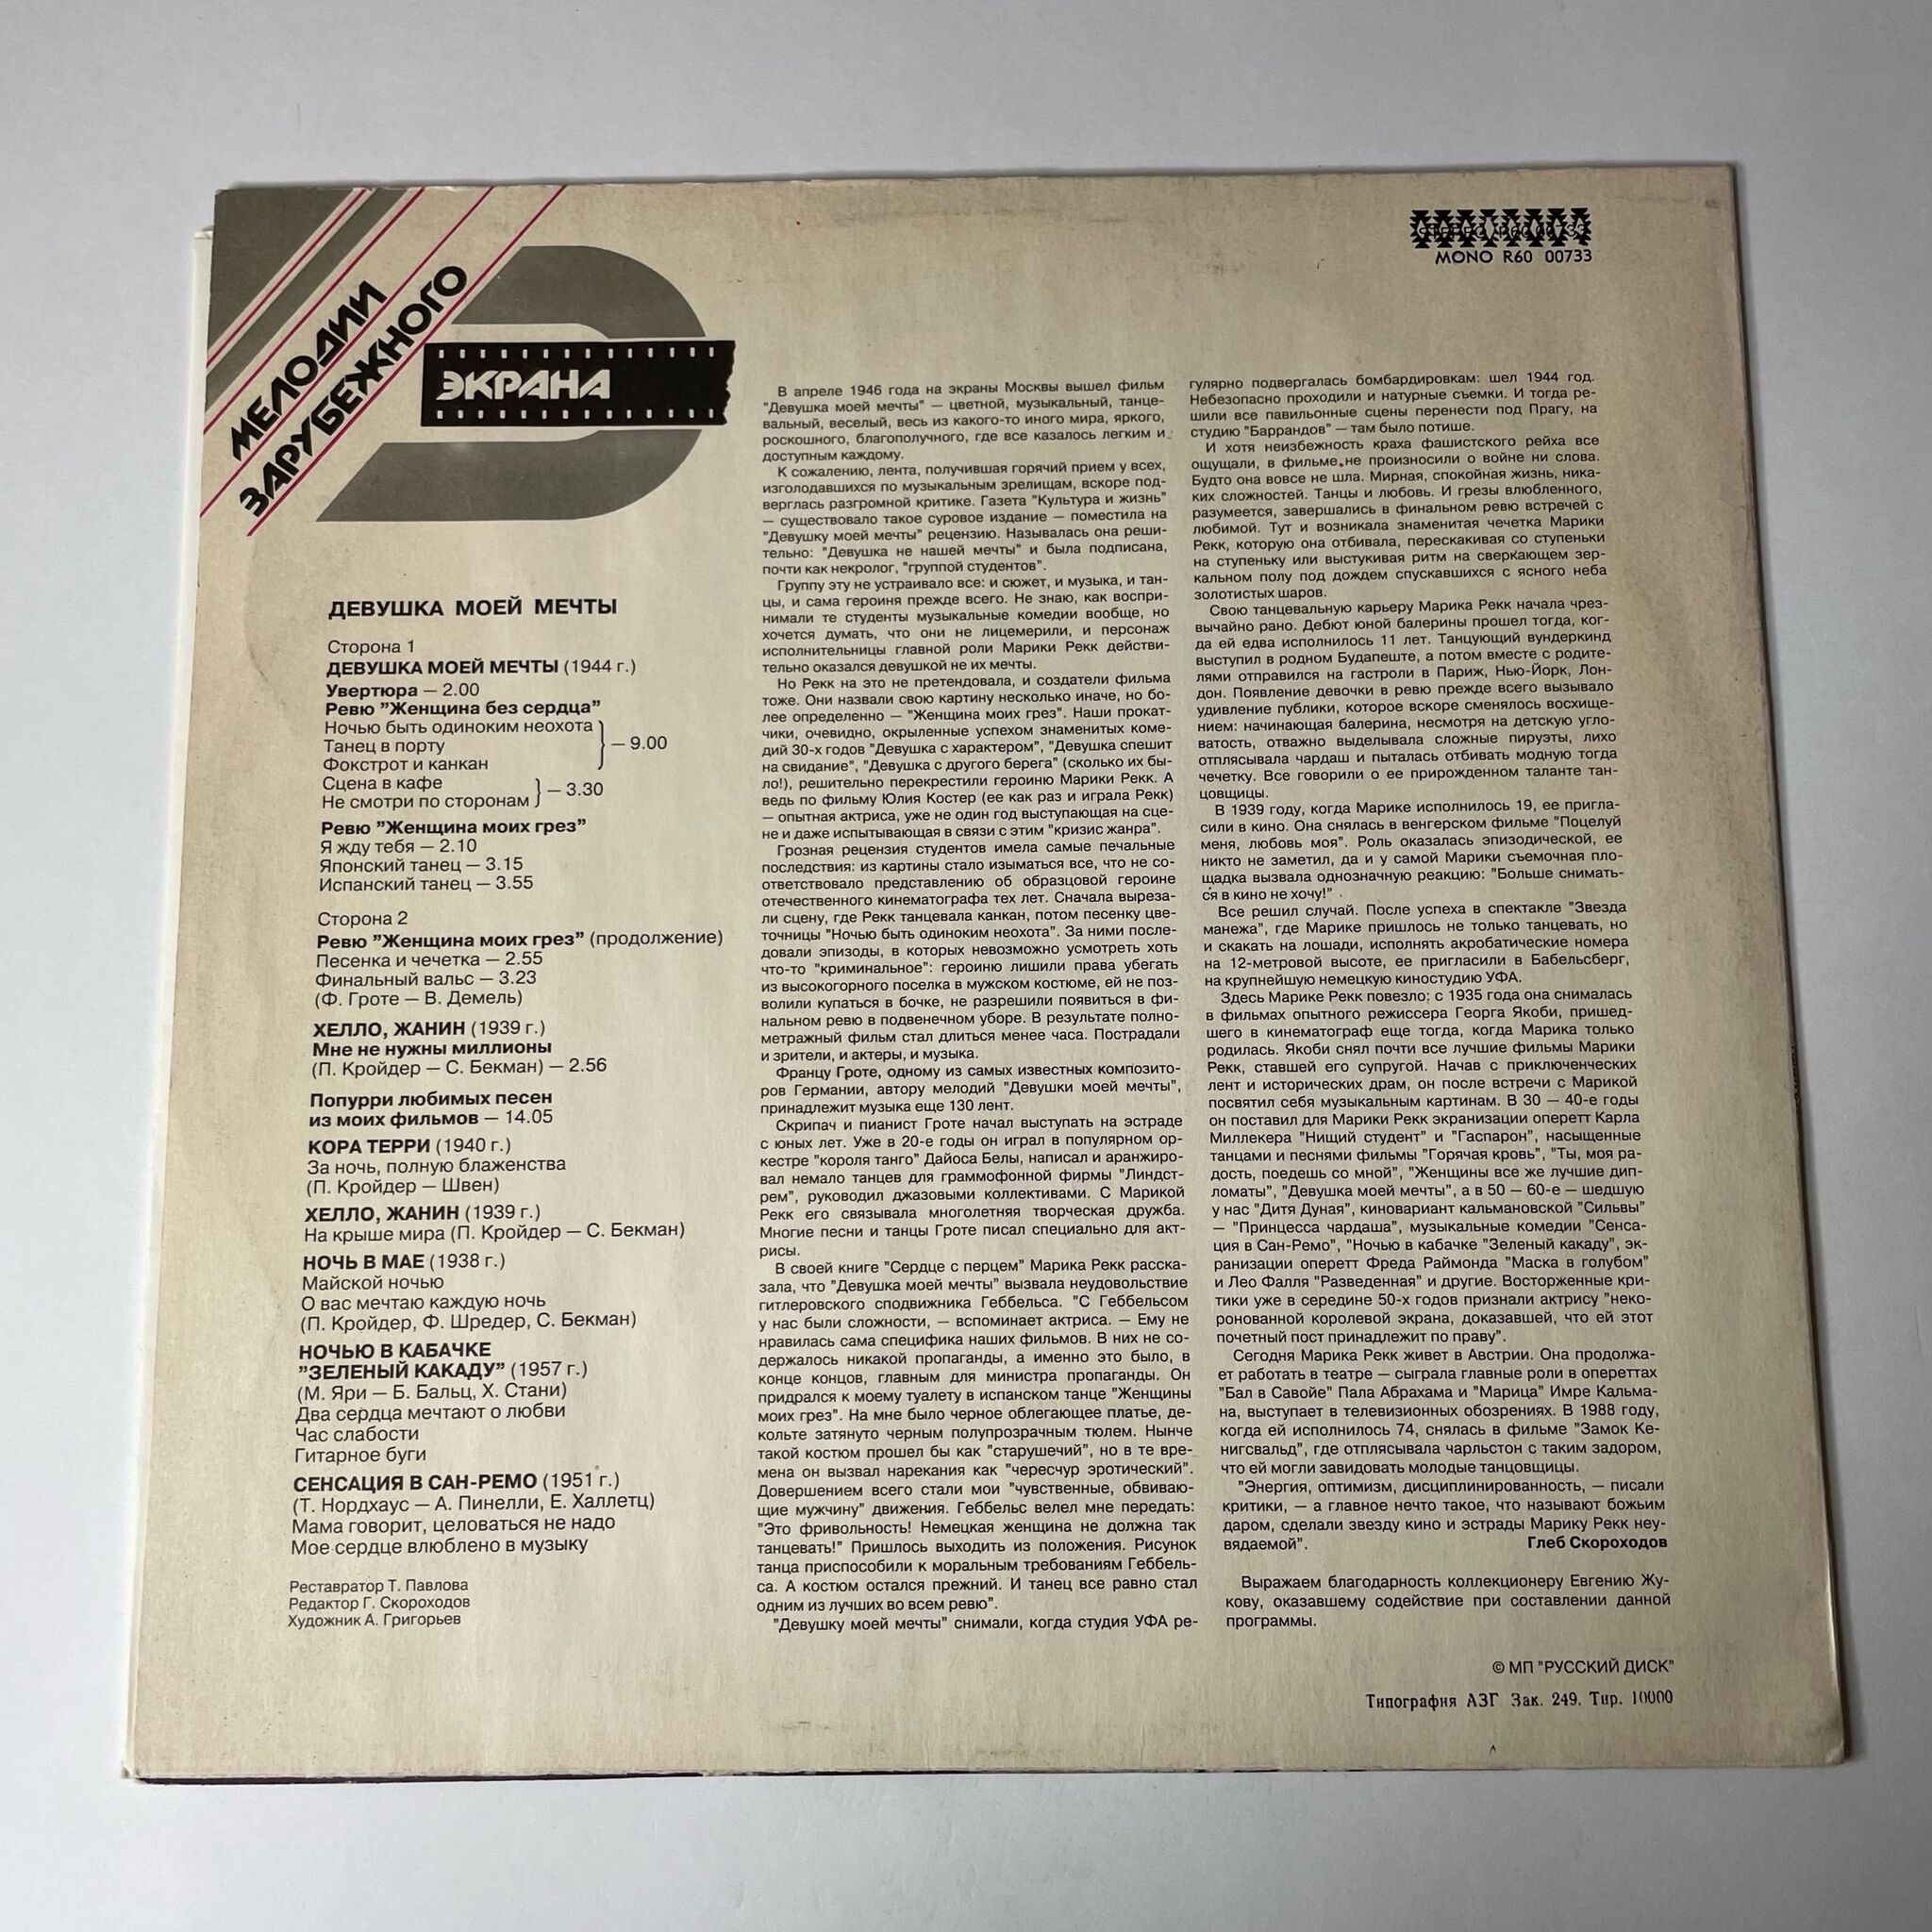 МЕЛОДИИ
ЗАРУБЕЖНОГО
ЭКРАНА
MONO R60 00733
ДЕВУШКА МОЕЙ МЕЧТЫ
Сторона 1
ДЕВУШКА МОЕЙ МЕЧТЫ (1944 г.)
Увертюра — 2.00
Ревю "Женщина без сердца"
Ночью быть одиноким неохота
Танец в порту
Фокстрот и канкан
} — 9.00
Сцена в кафе
Не смотри по сторонам
} — 3.30
Ревю "Женщина моих грез"
Я жду тебя — 2.10
Японский танец — 3.15
Испанский танец — 3.55
Сторона 2
Ревю "Женщина моих грез" (продолжение)
Песенка и чечетка — 2.55
Финальный вальс — 3.23
(Ф. Гроте — В. Демель)
ХЕЛЛО, ЖАНИН (1939 г.)
Мне не нужны миллионы
(П. Кройдер — С. Бекман) — 2.56
Попурри любимых песен
из моих фильмов — 14.05
КОРА ТЕРРИ (1940 г.)
За ночь, полную блаженства
(П. Кройдер — Швен)
ХЕЛЛО, ЖАНИН (1939 г.)
На крыше мира (П. Кройдер — С. Бекман)
НОЧЬ В МАЕ (1938 г.)
Майской ночью
О вас мечтаю каждую ночь
(П. Кройдер, Ф. Шредер, С. Бекман)
НОЧЬЮ В КАБАЧКЕ
"ЗЕЛЕНЫЙ КАКАДУ" (1957 г.)
(М. Яри — Б. Бальц, Х. Стани)
Два сердца мечтают о любви
Час слабости
Гитарное буги
СЕНСАЦИЯ В САН-РЕМО (1951 г.)
(Т. Нордхаус — А. Пинелли, Е. Халлетц)
Мама говорит, целоваться не надо
Мое сердце влюблено в музыку
Реставратор Т. Павлова
Редактор Г. Скороходов
Художник А. Григорьев
В апреле 1946 года на экраны Москвы вышел фильм
"Девушка моей мечты" — цветной, музыкальный, танце-
вальный, веселый, весь из какого-то иного мира, яркого,
роскошного, благополучного, где все казалось легким и
доступным каждому.
К сожалению, лента, получившая горячий прием у всех,
изголодавшихся по музыкальным зрелищам, вскоре под-
верглась разгромной критике. Газета "Культура и жизнь"
— существовало такое суровое издание — поместила на
"Девушку моей мечты" рецензию. Называлась она реши-
тельно: "Девушка не нашей мечты" и была подписана,
почти как некролог, "группой студентов".
Группу эту не устраивало все: и сюжет, и музыка, и тан-
цы, и сама героиня прежде всего. Не знаю, как воспри-
нимали те студенты музыкальные комедии вообще, но
хочется думать, что они не лицемерили, и персонаж
исполнительницы главной роли Марики Рекк действи-
тельно оказался девушкой не их мечты.
Но Рекк на это не претендовала, и создатели фильма
тоже. Они назвали свою картину несколько иначе, но бо-
лее определенно — "Женщина моих грез". Наши прокат-
чики, очевидно, окрыленные успехом знаменитых коме-
дий 30-х годов "Девушка с характером", "Девушка спешит
на свидание", "Девушка с другого берега" (сколько их бы-
ло!), решительно перекрестили героиню Марики Рекк. А
ведь по фильму Юлия Костер (ее как раз и играла Рекк)
— опытная актриса, уже не один год выступающая на сце-
не и даже испытывающая в связи с этим "кризис жанра".
Грозная рецензия студентов имела самые печальные
последствия: из картины стало изыматься все, что не со-
ответствовало представлению об образцовой героине
отечественного кинематографа тех лет. Сначала выреза-
ли сцену, где Рекк танцевала канкан, потом песенку цве-
точницы "Ночью быть одиноким неохота". За ними после-
довали эпизоды, в которых невозможно усмотреть хоть
что-то "криминальное": героиню лишили права убегать
из высокогорного поселка в мужском костюме, ей не поз-
волили купаться в бочке, не разрешили появиться в фи-
нальном ревю в подвенечном уборе. В результате полно-
метражный фильм стал длиться менее часа. Пострадали
и зрители, и актеры, и музыка.
Францу Гроте, одному из самых известных композито-
ров Германии, автору мелодий "Девушки моей мечты",
принадлежит музыка еще 130 лент.
Скрипач и пианист Гроте начал выступать на эстраде
с юных лет. Уже в 20-е годы он играл в популярном ор-
кестре "короля танго" Дайоса Белы, написал и аранжиро-
вал немало танцев для граммофонной фирмы "Линдст-
рем", руководил джазовыми коллективами. С Марикой
Рекк его связывала многолетняя творческая дружба.
Многие песни и танцы Гроте писал специально для акт-
рисы.
В своей книге "Сердце с перцем" Марика Рекк расска-
зала, что "Девушка моей мечты" вызвала неудовольствие
гитлеровского сподвижника Геббельса. "С Геббельсом
у нас были сложности, — вспоминает актриса. — Ему не
нравилась сама специфика наших фильмов. В них не со-
держалось никакой пропаганды, а именно это было, в
конце концов, главным для министра пропаганды. Он
придрался к моему туалету в испанском танце "Женщины
моих грез". На мне было черное облегающее платье, де-
кольте затянуто черным полупрозрачным тюлем. Нынче
такой костюм прошел бы как "старушечий", но в те вре-
мена он вызвал нарекания как "чересчур эротический".
Довершением всего стали мои "чувственные, обвиваю-
щие мужчину" движения. Геббельс велел мне передать:
"Это фривольность! Немецкая женщина не должна так
танцевать!" Пришлось выходить из положения. Рисунок
танца приспособили к моральным требованиям Геббель-
са. А костюм остался прежний. И танец все равно стал
одним из лучших во всем ревю".
"Девушку моей мечты" снимали, когда студия УФА ре-
гулярно подвергалась бомбардировкам: шел 1944 год.
Небезопасно проходили и натурные съемки. И тогда ре-
шили все павильонные сцены перенести под Прагу, на
студию "Баррандов" — там было потише.
И хотя неизбежность краха фашистского рейха все
ощущали, в фильме не произносили о войне ни слова.
Будто она вовсе не шла. Мирная, спокойная жизнь, ника-
ких сложностей. Танцы и любовь. И грезы влюбленного,
разумеется, завершались в финальном ревю встречей с
любимой. Тут и возникала знаменитая чечетка Марики
Рекк, которую она отбивала, перескакивая со ступеньки
на ступеньку или выстукивая ритм на сверкающем зер-
кальном полу под дождем спускавшихся с ясного неба
золотистых шаров.
Свою танцевальную карьеру Марика Рекк начала чрез-
вычайно рано. Дебют юной балерины прошел тогда, ког-
да ей едва исполнилось 11 лет. Танцующий вундеркинд
выступил в родном Будапеште, а потом вместе с родите-
лями отправился на гастроли в Париж, Нью-Йорк, Лон-
дон. Появление девочки в ревю прежде всего вызывало
удивление публики, которое вскоре сменялось восхище-
нием: начинающая балерина, несмотря на детскую угло-
ватость, отважно выделывала сложные пируэты, лихо
отплясывала чардаш и пыталась отбивать модную тогда
чечетку. Все говорили о ее прирожденном таланте тан-
цовщицы.
В 1939 году, когда Марике исполнилось 19, ее пригла-
сили в кино. Она снялась в венгерском фильме "Поцелуй
меня, любовь моя". Роль оказалась эпизодической, ее
никто не заметил, да и у самой Марики съемочная пло-
щадка вызвала однозначную реакцию: "Больше снимать-
ся в кино не хочу!"
Все решил случай. После успеха в спектакле "Звезда
манежа", где Марике пришлось не только танцевать, но
и скакать на лошади, исполнять акробатические номера
на 12-метровой высоте, ее пригласили в Бабельсберг,
на крупнейшую немецкую киностудию УФА.
Здесь Марике Рекк повезло; с 1935 года она снималась
в фильмах опытного режиссера Георга Якоби, пришед-
шего в кинематограф еще тогда, когда Марика только
родилась. Якоби снял почти все лучшие фильмы Марики
Рекк, ставшей его супругой. Начав с приключенческих
лент и исторических драм, он после встречи с Марикой
посвятил себя музыкальным картинам. В 30 — 40-е годы
он поставил для Марики Рекк экранизации оперетт Карла
Миллекера "Нищий студент" и "Гаспарон", насыщенные
танцами и песнями фильмы "Горячая кровь", "Ты, моя ра-
дость, поедешь со мной", "Женщины все же лучшие дип-
ломаты", "Девушка моей мечты", а в 50 — 60-е — шедшую
у нас "Дитя Дуная", киновариант кальмановской "Сильвы"
— "Принцесса чардаша", музыкальные комедии "Сенса-
ция в Сан-Ремо", "Ночью в кабачке "Зеленый какаду", эк-
ранизации оперетт Фреда Раймонда "Маска в голубом"
и Лео Фалля "Разведенная" и другие. Восторженные кри-
тики уже в середине 50-х годов признали актрису "неко-
ронованной королевой экрана, доказавшей, что ей этот
почетный пост принадлежит по праву".
Сегодня Марика Рекк живет в Австрии. Она продолжа-
ет работать в театре — сыграла главные роли в опереттах
"Бал в Савойе" Пала Абрахама и "Марица" Имре Кальма-
на, выступает в телевизионных обозрениях. В 1988 году,
когда ей исполнилось 74, снялась в фильме "Замок Ке-
нигсвальд", где отплясывала чарльстон с таким задором,
что ей могли завидовать молодые танцовщицы.
"Энергия, оптимизм, дисциплинированность, — писали
критики, — а главное нечто такое, что называют божьим
даром, сделали звезду кино и эстрады Марику Рекк неу-
вядаемой".
Глеб Скороходов
Выражаем благодарность коллекционеру Евгению Жу-
кову, оказавшему содействие при составлении данной
программы.
© МП "РУССКИЙ ДИСК"
Типография АЗГ Зак. 249. Тир. 10000